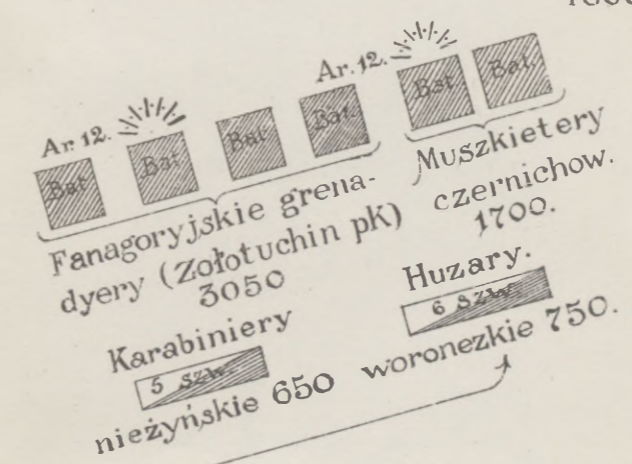 Ar. 12. Ar. 12.
Bat Bat Bat Bat Bat Bat.
Fanagoryjskie grena-
dyery (Zołotuchin pK)
3050
Muszkietery
czernichow.
1700.
Karabiniery
5 szw.
nieżyńskie 650
Huzary.
6 szw.
woronezkie 750.